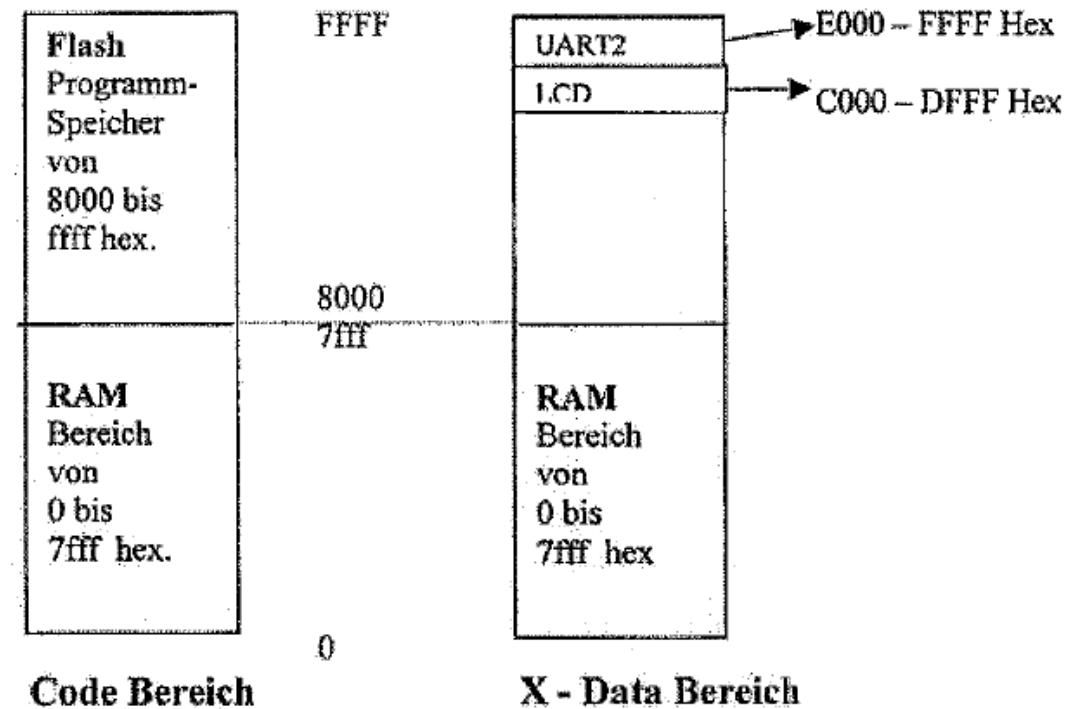 Flash
Programm-
Speicher
von
8000 bis
ffff hex.
RAM
Bereich
von
0 bis
7fff hex.
Code Bereich
FFFF
8000
7fff
0
UART2
LCD
RAM
Bereich
von
0 bis
7fff hex
X - Data Bereich
E000 – FFFF Hex
C000 – DFFF Hex